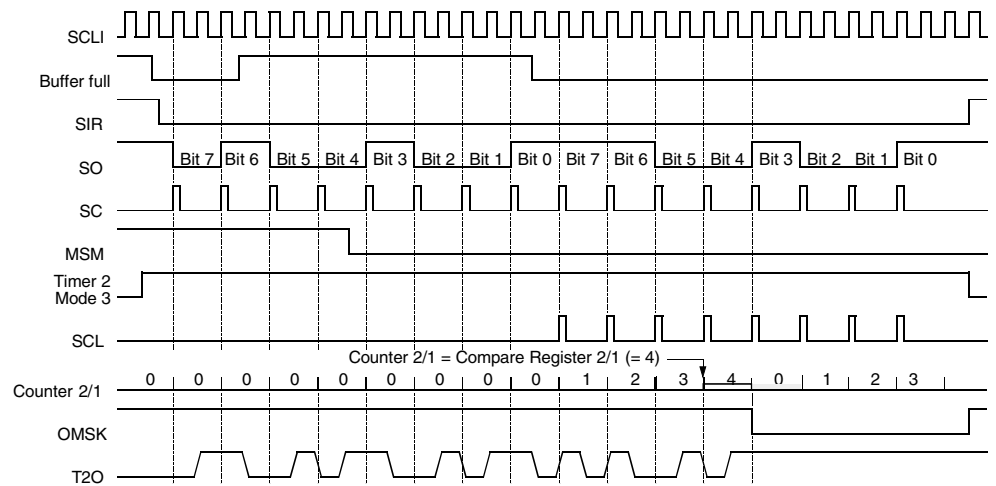 SCLI
Buffer full
SIR
SO Bit 7 Bit 6 Bit 5 Bit 4 Bit 3 Bit 2 Bit 1 Bit 0 Bit 7 Bit 6 Bit 5 Bit 4 Bit 3 Bit 2 Bit 1 Bit 0
SC
MSM
Timer 2
Mode 3
SCL
Counter 2/1 = Compare Register 2/1 (= 4)
Counter 2/1 0 0 0 0 0 0 0 0 0 1 2 3 4 0 1 2 3
OMSK
T2O